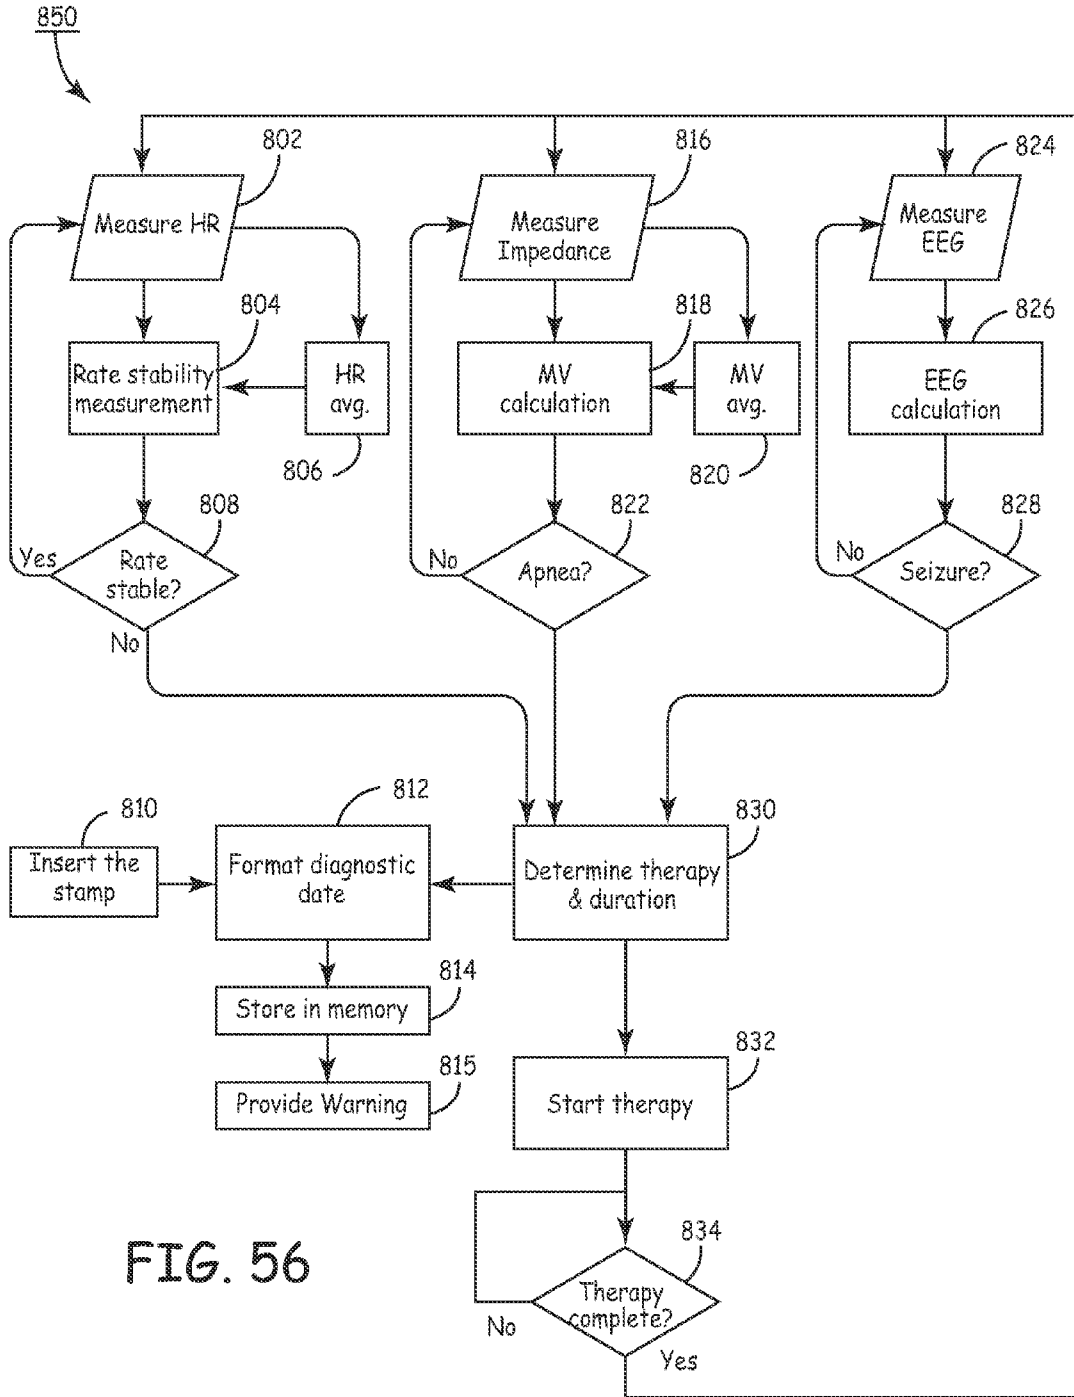 850
802
816
824
Measure HR
Measure
Impedance
Measure
EEG
804
818
826
Rate stability
measurement
HR
avg.
MV
calculation
MV
avg.
EEG
calculation
806
820
808
822
828
Yes
Rate
stable?
No
Apnea?
No
Seizure?
No
810
812
830
Insert the
stamp
Format diagnostic
date
Determine therapy
& duration
814
Store in memory
832
815
Provide Warning
Start therapy
834
FIG. 56
Therapy
complete?
No
Yes